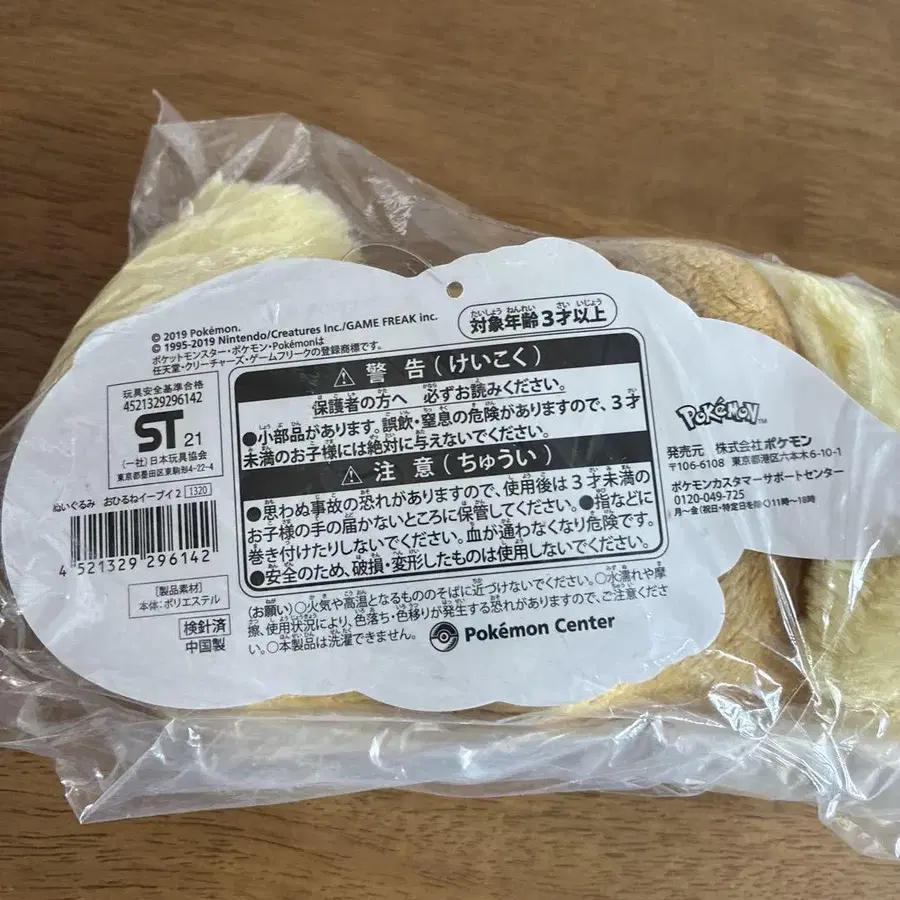 © 2019 Pokémon.
© 1995-2019 Nintendo/Creatures Inc./GAME FREAK inc.
ポケットモンスター・ポケモン・Pokémonは
任天堂・クリーチャーズ・ゲームフリークの登録商標です。
対象年齢3才以上
玩具安全基準合格
4521329296142
ST 21
(一社)日本玩具協会
東京都墨田区東駒形4-22-4
ぬいぐるみ おひるねイーブイ2 1320
4 521329 296142
[製品素材]
本体:ポリエステル
検針済
中国製
⚠ 警告(けいこく)
保護者の方へ 必ずお読みください。
●小部品があります。誤飲・窒息の危険がありますので、3才
未満のお子様には絶対に与えないでください。
⚠ 注意(ちゅうい)
●思わぬ事故の恐れがありますので、使用後は3才未満の
お子様の手の届かないところに保管してください。●指などに
巻き付けたりしないでください。血が通わなくなり危険です。
●安全のため、破損・変形したものは使用しないでください。
(お願い)○火気や高温となるもののそばに近づけないでください。○水濡れや摩
擦、使用状況により、色落ち・色移りが発生する恐れがありますので、ご注意くださ
い。○本製品は洗濯できません。
Pokémon Center
POKÉMON™
発売元 株式会社ポケモン
〒106-6108 東京都港区六本木6-10-1
ポケモンカスタマーサポートセンター
0120-049-725
月〜金(祝日・特定日を除く)11時〜18時